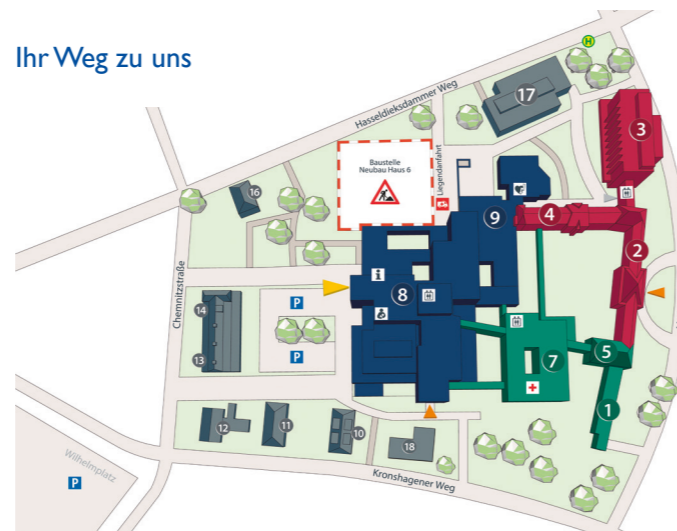 Ihr Weg zu uns
H
Hasseldieksdammer Weg
17
3
Baustelle
Neubau Haus 6
Liegendanfahrt
16
9
4
2
Chemnitzstraße
i
8
P
14
13
P
7
5
1
12
11
10
18
Wilhelmplatz
P
Kronshagener Weg